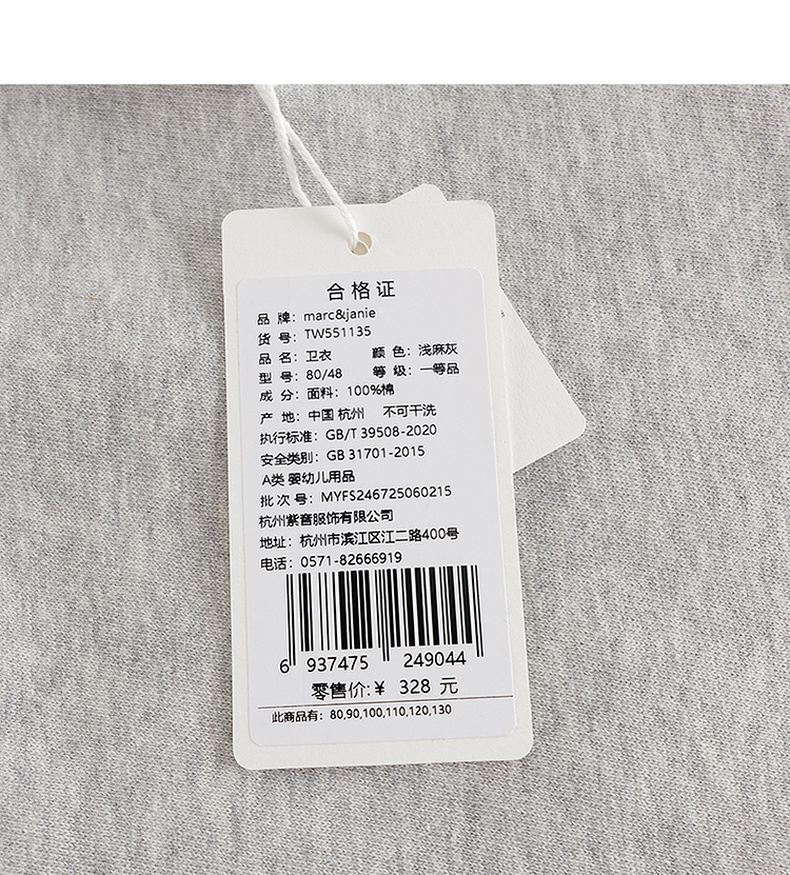 合格证
品 牌：marc&janie
货 号：TW551135
品 名：卫衣 颜 色：浅麻灰
型 号：80/48 等 级：一等品
成 分：面料：100%棉
产 地：中国 杭州 不可干洗
执行标准：GB/T 39508-2020
安全类别：GB 31701-2015
A类 婴幼儿用品
批 次 号：MYFS246725060215
杭州紫音服饰有限公司
地址：杭州市滨江区江二路400号
电话：0571-82666919
6 937475 249044
零售价:¥ 328 元
此商品有：80,90,100,110,120,130